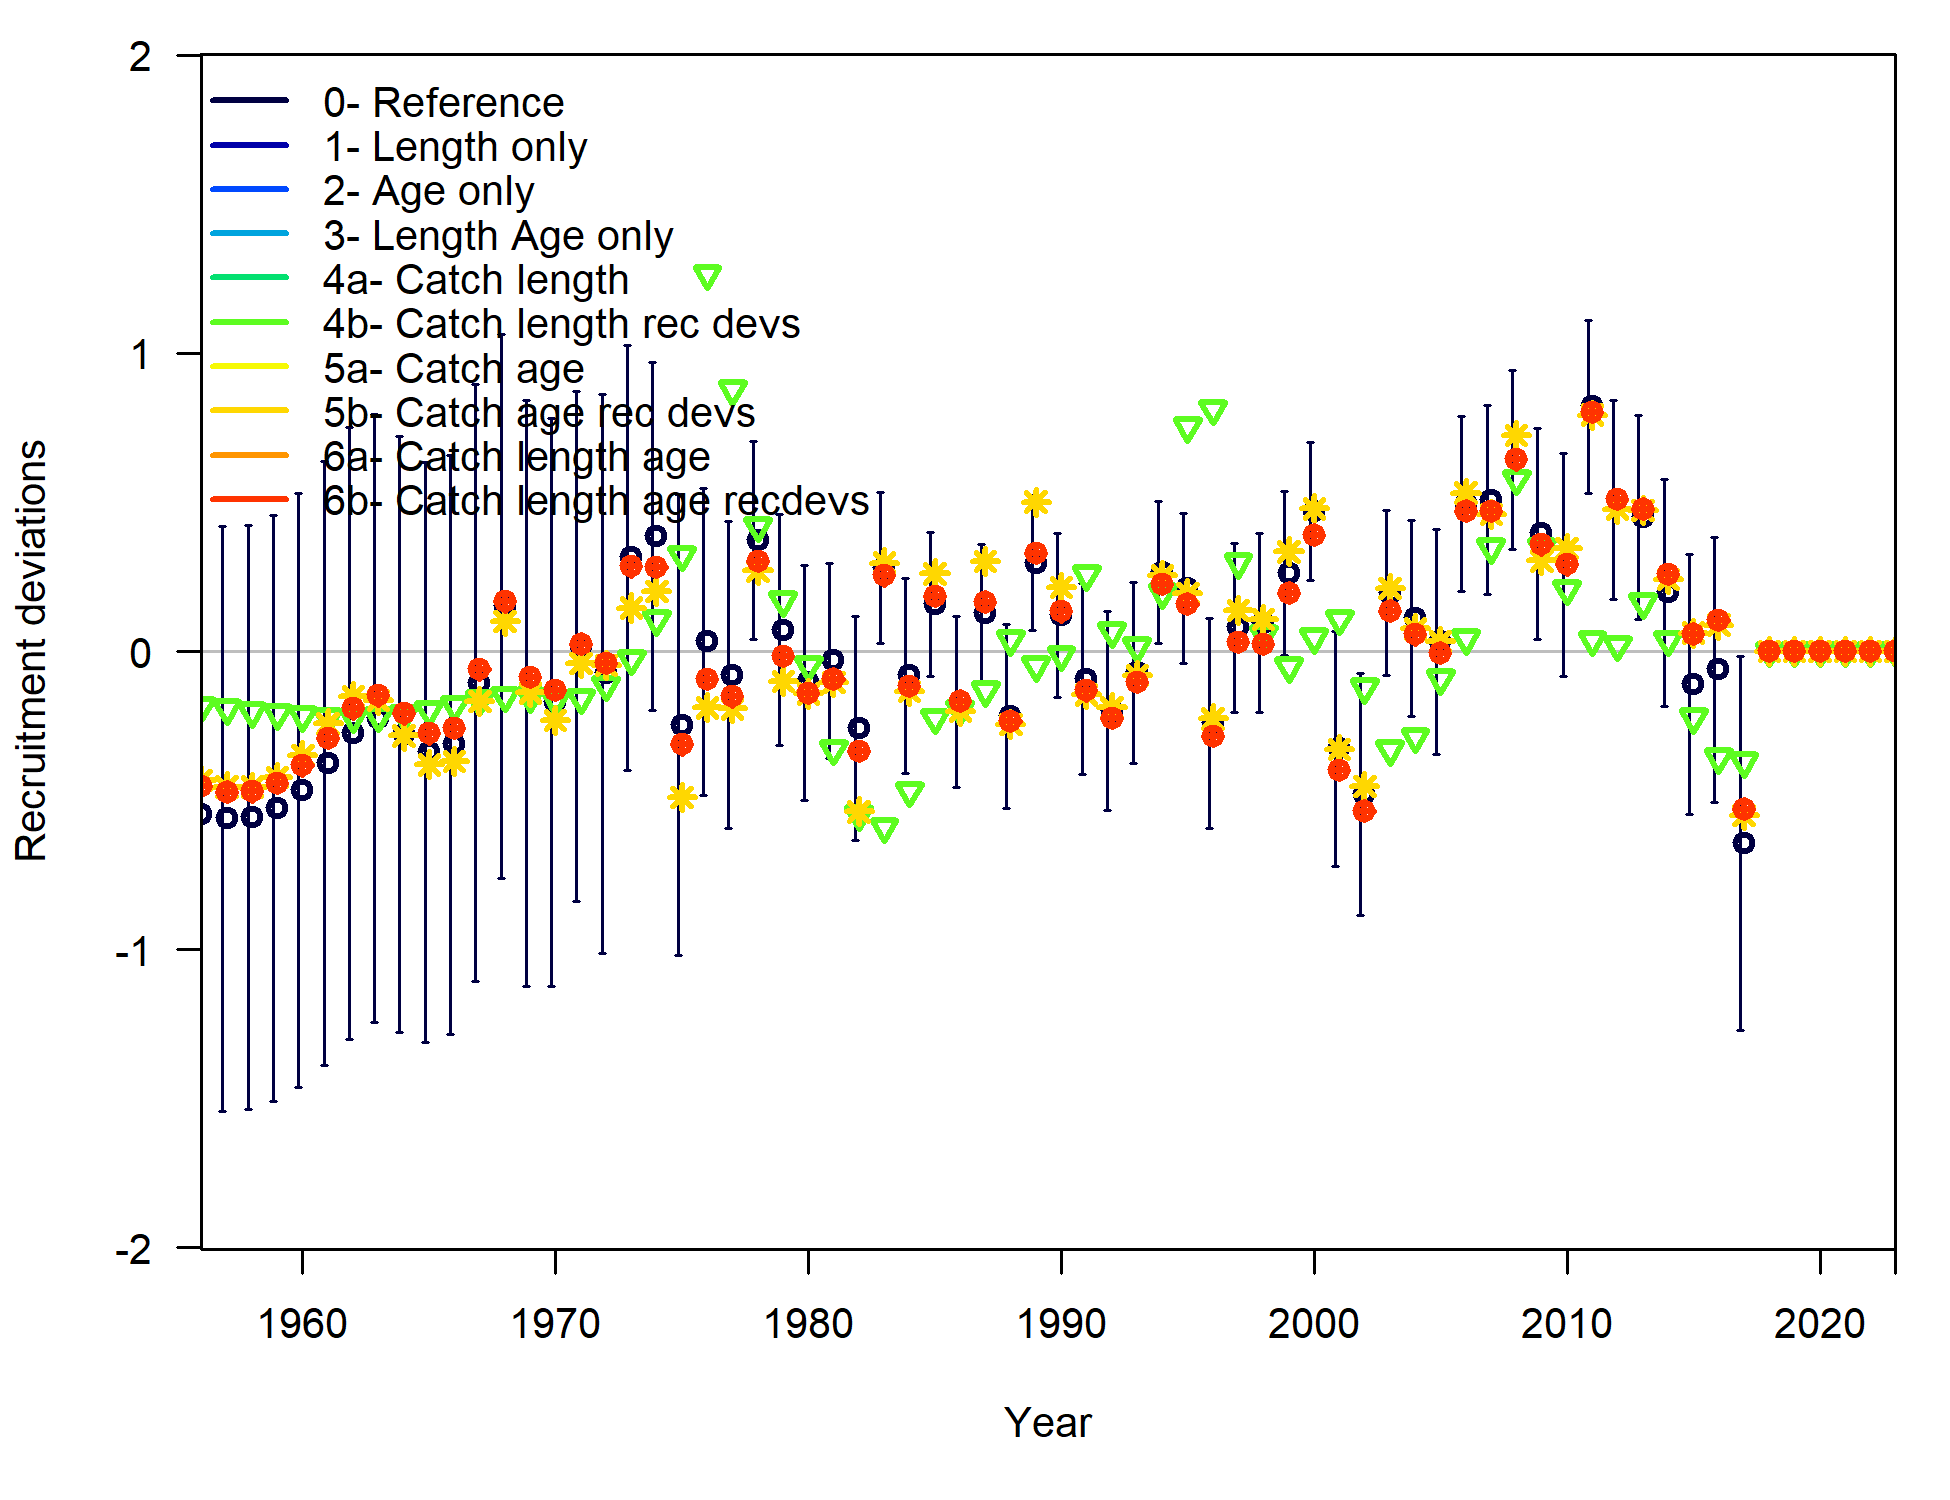 2
1
0
-1
-2
Recruitment deviations
0- Reference
1- Length only
2- Age only
3- Length Age only
4a- Catch length
4b- Catch length rec devs
5a- Catch age
5b- Catch age rec devs
6a- Catch length age
6b- Catch length age recdevs
1960 1970 1980 1990 2000 2010 2020
Year